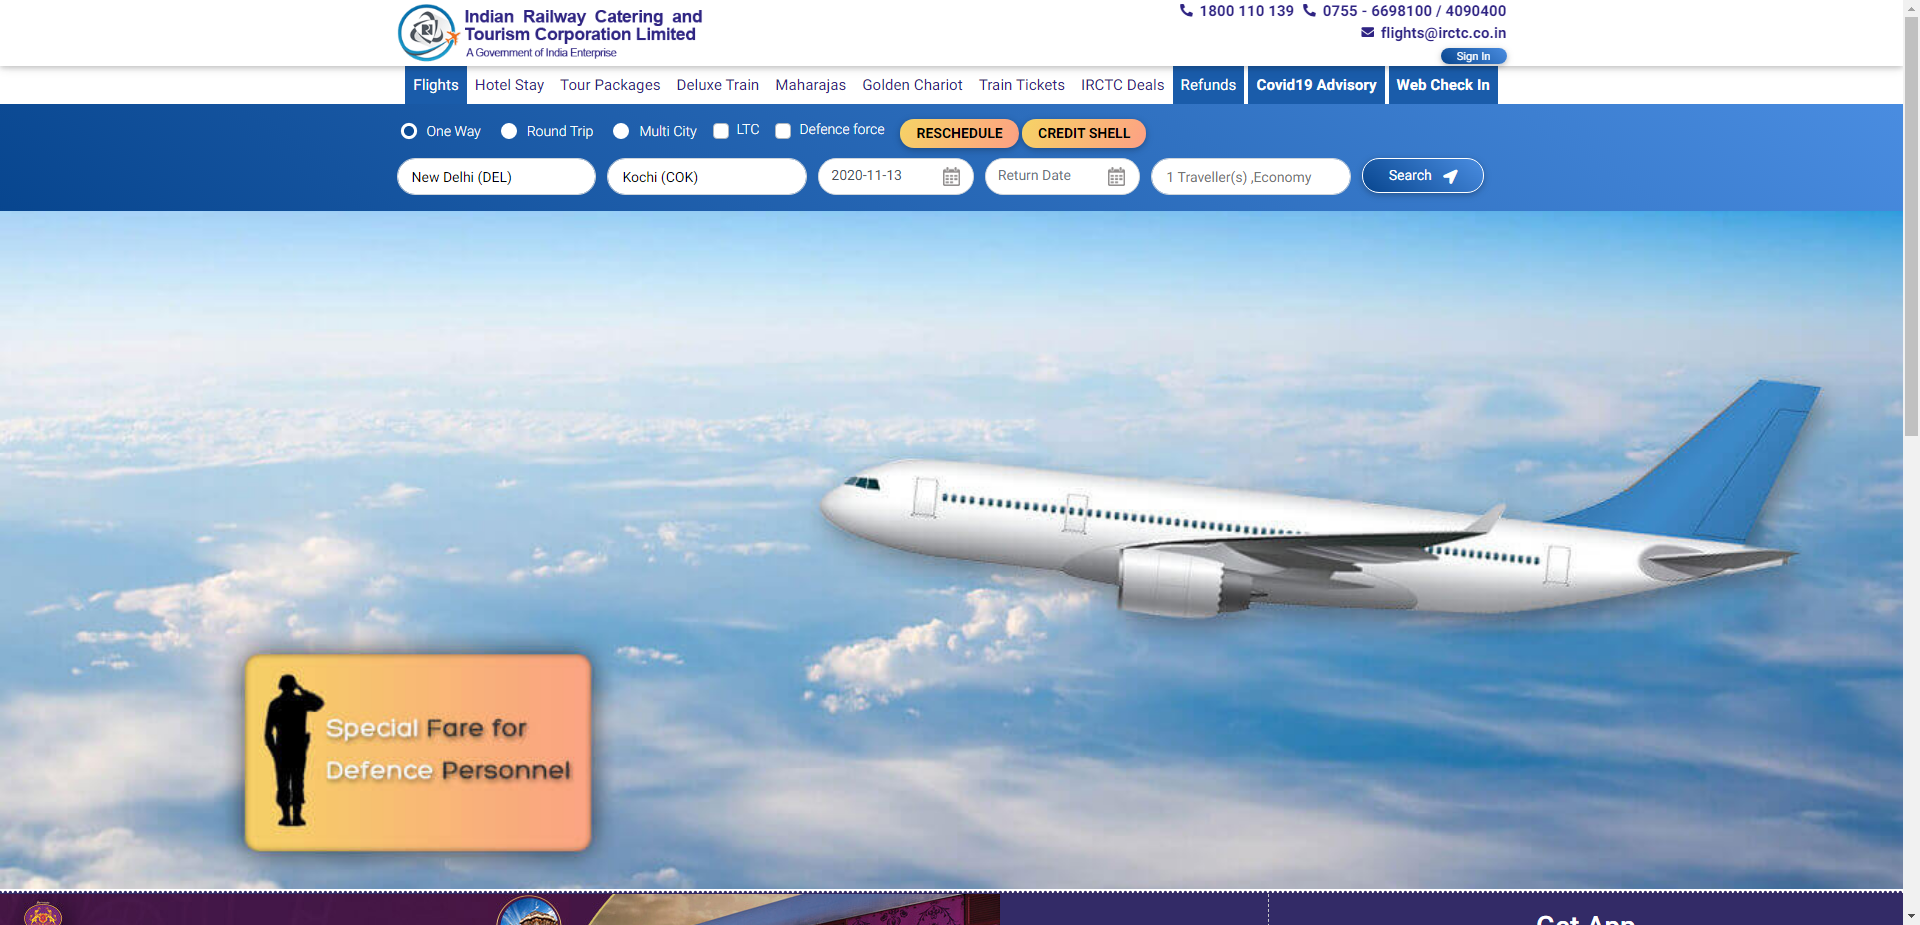 Indian Railway Catering and
Tourism Corporation Limited
A Government of India Enterprise
1800 110 139 0755 - 6698100 / 4090400
flights@irctc.co.in
Sign In
Flights Hotel Stay Tour Packages Deluxe Train Maharajas Golden Chariot Train Tickets IRCTC Deals Refunds Covid19 Advisory Web Check In
One Way Round Trip Multi City LTC Defence force RESCHEDULE CREDIT SHELL
New Delhi (DEL) Kochi (COK) 2020-11-13 Return Date 1 Traveller(s) ,Economy Search
Special Fare for
Defence Personnel
Get App